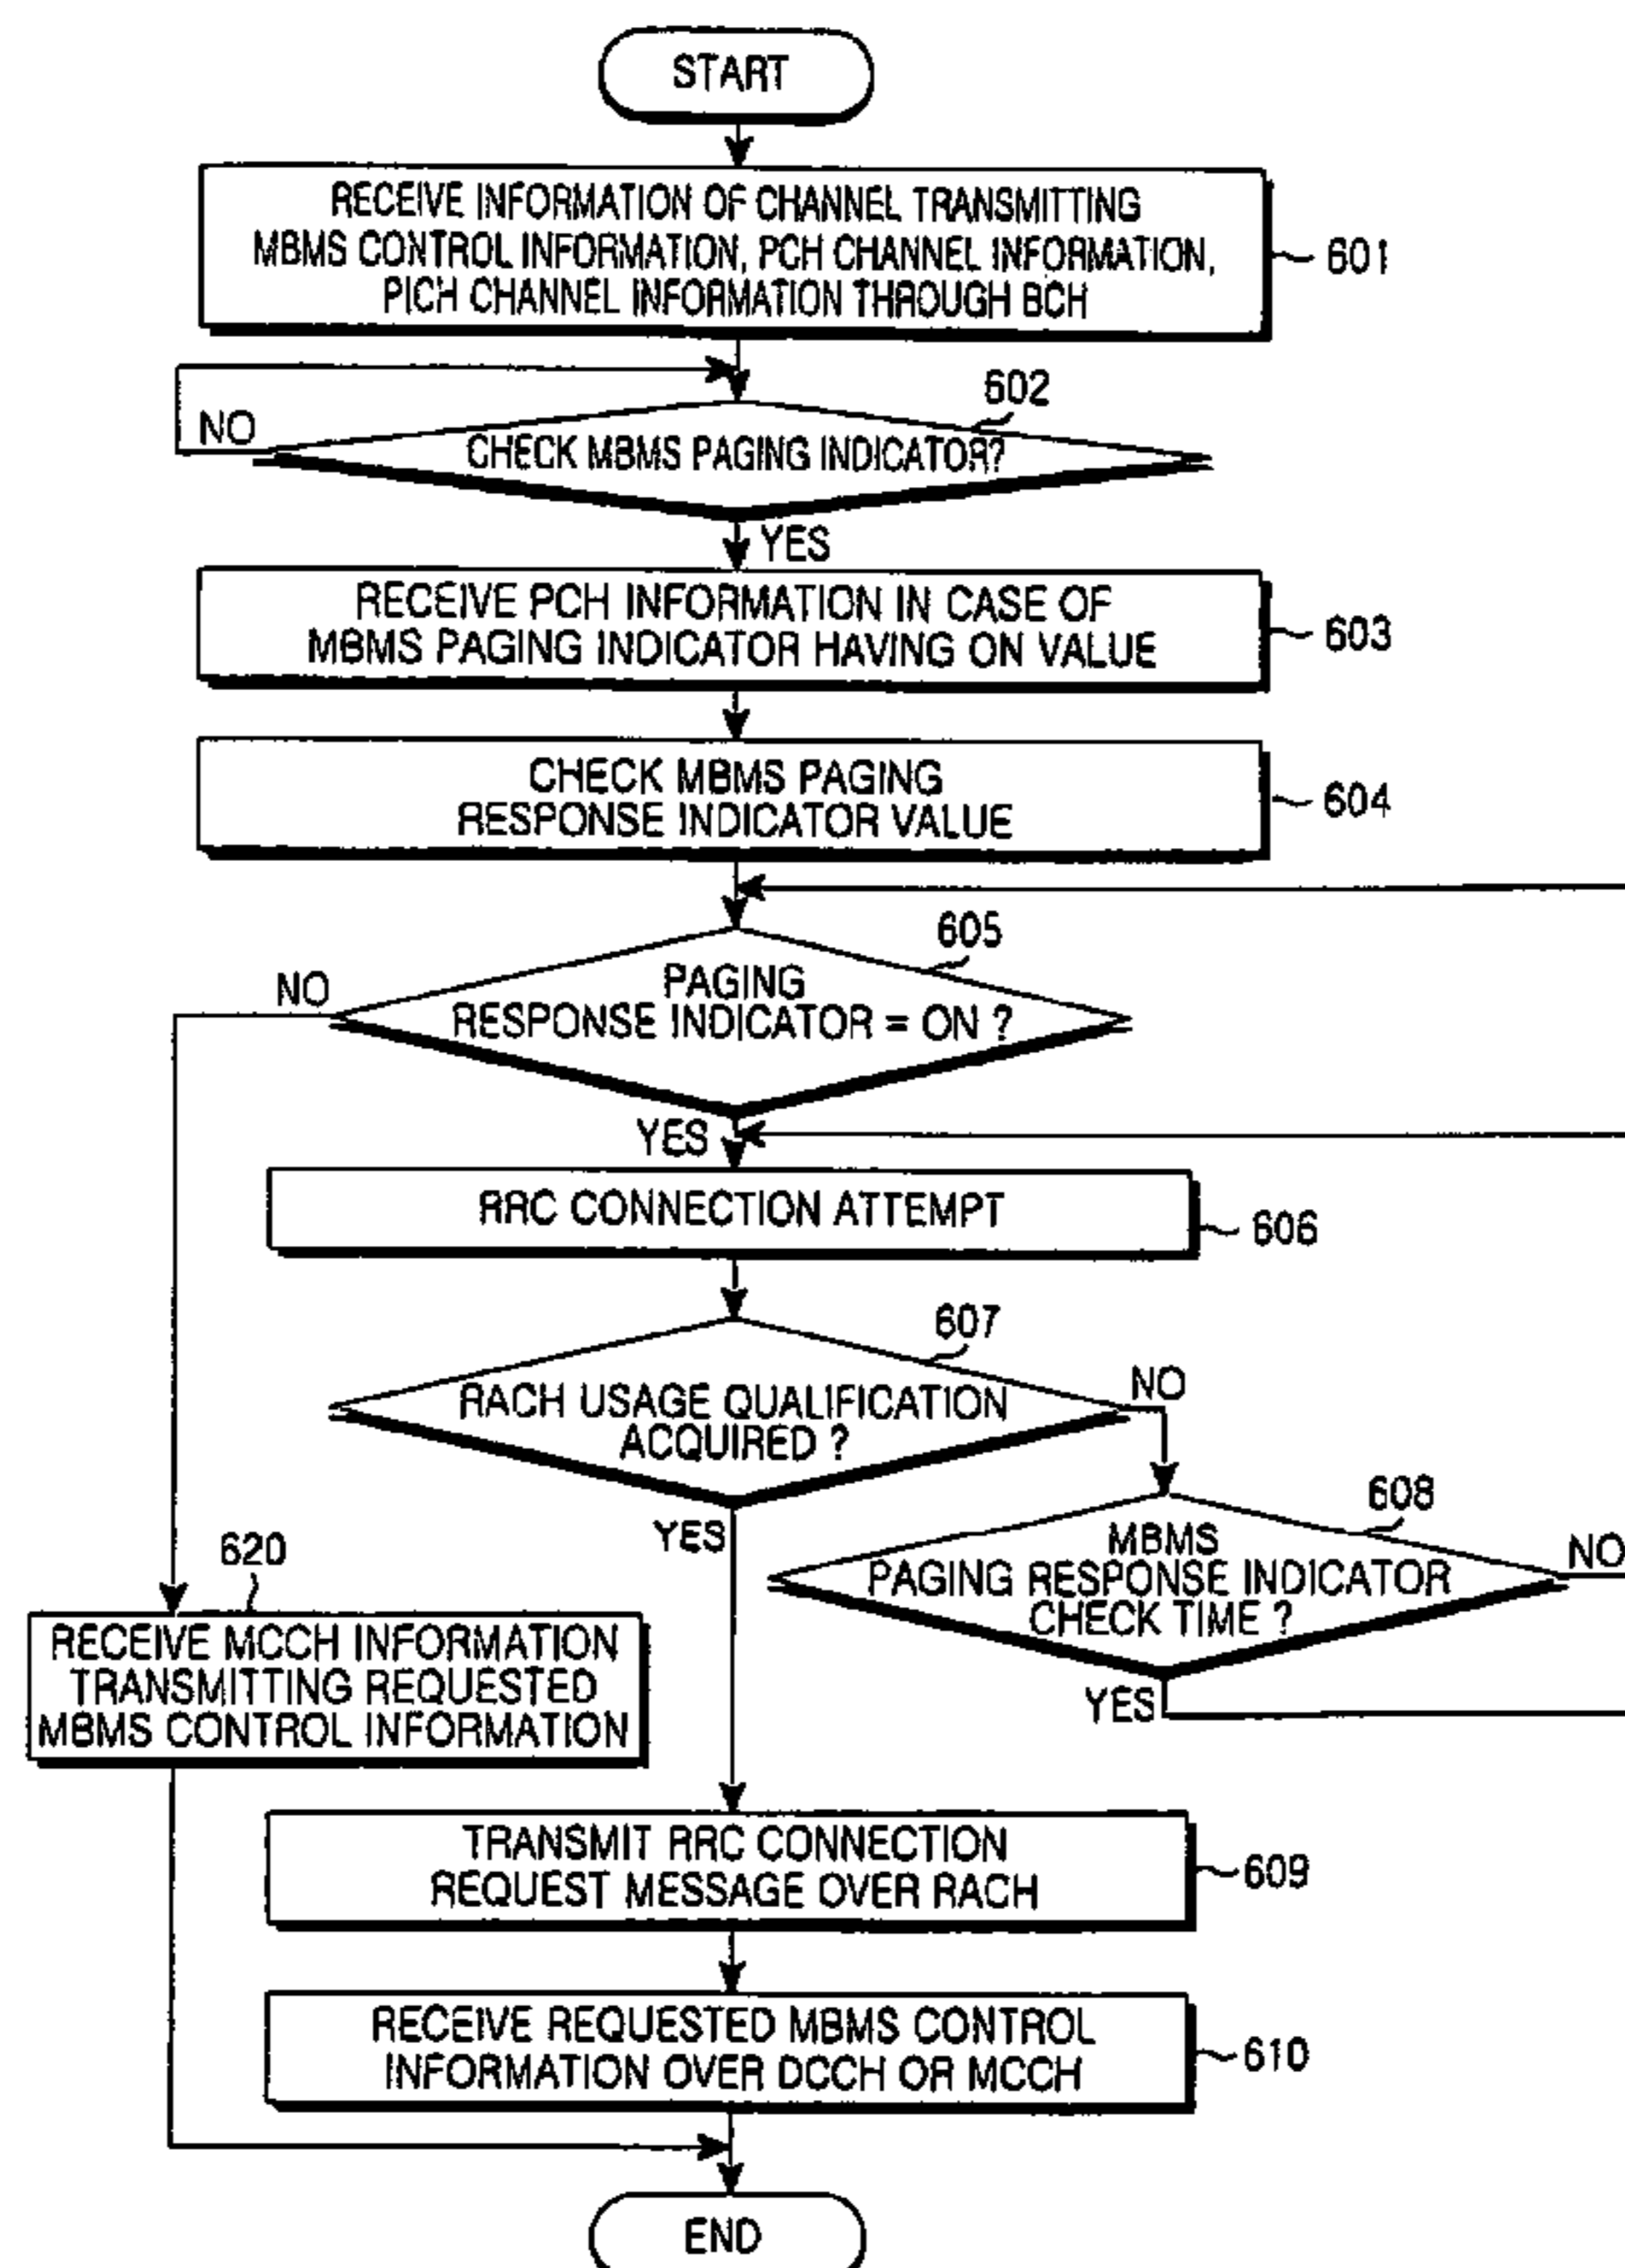 START
RECEIVE INFORMATION OF CHANNEL TRANSMITTING
MBMS CONTROL INFORMATION, PCH CHANNEL INFORMATION,
PICH CHANNEL INFORMATION THROUGH BCH
601
602
NO
CHECK MBMS PAGING INDICATOR?
YES
RECEIVE PCH INFORMATION IN CASE OF
MBMS PAGING INDICATOR HAVING ON VALUE
603
CHECK MBMS PAGING
RESPONSE INDICATOR VALUE
604
605
NO
PAGING
RESPONSE INDICATOR = ON ?
YES
RRC CONNECTION ATTEMPT
606
607
RACH USAGE QUALIFICATION
ACQUIRED ?
NO
YES
608
MBMS
PAGING RESPONSE INDICATOR
CHECK TIME ?
NO
YES
620
RECEIVE MCCH INFORMATION
TRANSMITTING REQUESTED
MBMS CONTROL INFORMATION
TRANSMIT RRC CONNECTION
REQUEST MESSAGE OVER RACH
609
RECEIVE REQUESTED MBMS CONTROL
INFORMATION OVER DCCH OR MCCH
610
END